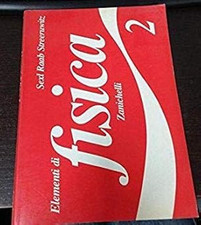 Sexl Raab Streeruwitz
Elementi di
fisica
2
Zanichelli